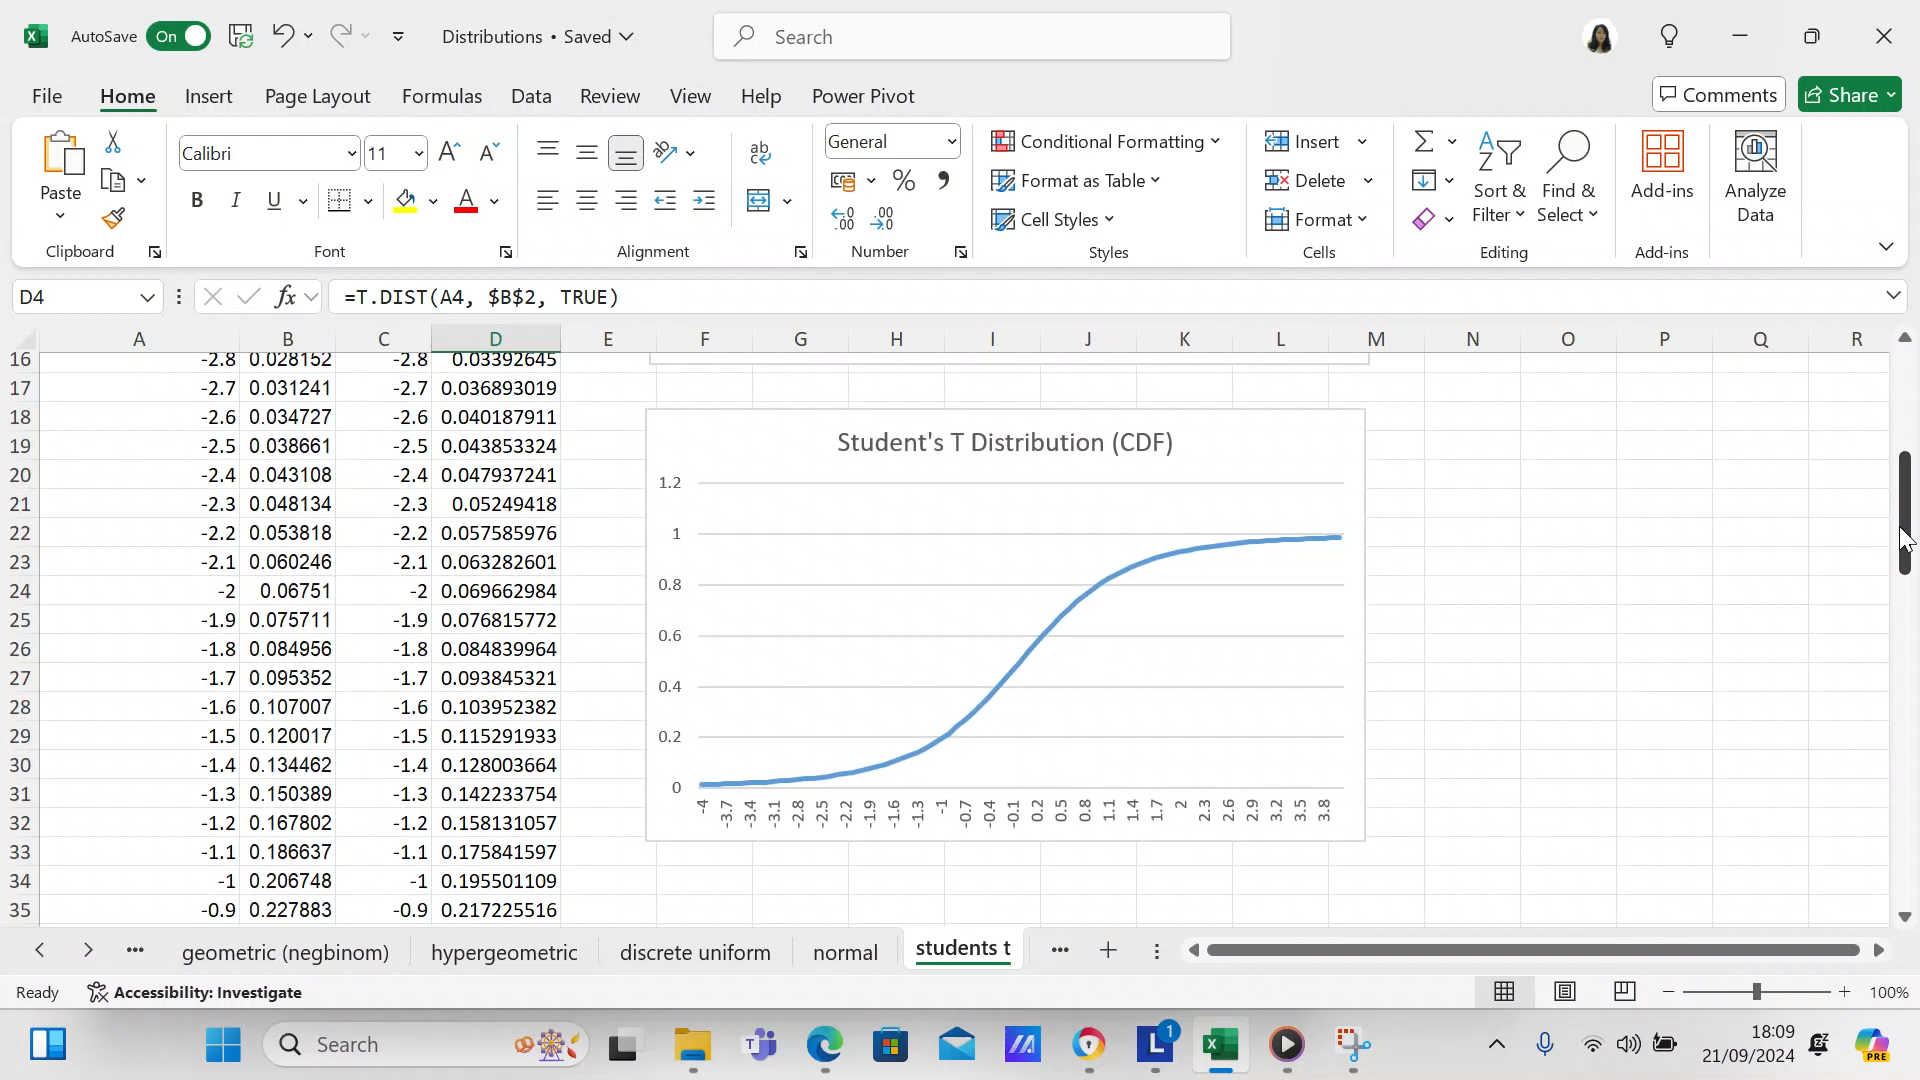 AutoSave On Distributions • Saved Search
File Home Insert Page Layout Formulas Data Review View Help Power Pivot Comments Share
Paste Calibri 11 General Conditional Formatting Insert Sort & Find & Add-ins Analyze
B I U Format as Table Delete Filter Select Data
Cell Styles Format
Clipboard Font Alignment Number Styles Cells Editing Add-ins
D4 fx =T.DIST(A4, $B$2, TRUE)
A B C D E F G H I J K L M N O P Q R
16 -2.8 0.028152 -2.8 0.03392645
17 -2.7 0.031241 -2.7 0.036893019
18 -2.6 0.034727 -2.6 0.040187911
19 -2.5 0.038661 -2.5 0.043853324
20 -2.4 0.043108 -2.4 0.047937241
21 -2.3 0.048134 -2.3 0.05249418
22 -2.2 0.053818 -2.2 0.057585976
23 -2.1 0.060246 -2.1 0.063282601
24 -2 0.06751 -2 0.069662984
25 -1.9 0.075711 -1.9 0.076815772
26 -1.8 0.084956 -1.8 0.084839964
27 -1.7 0.095352 -1.7 0.093845321
28 -1.6 0.107007 -1.6 0.103952382
29 -1.5 0.120017 -1.5 0.115291933
30 -1.4 0.134462 -1.4 0.128003664
31 -1.3 0.150389 -1.3 0.142233754
32 -1.2 0.167802 -1.2 0.158131057
33 -1.1 0.186637 -1.1 0.175841597
34 -1 0.206748 -1 0.195501109
35 -0.9 0.227883 -0.9 0.217225516
Student's T Distribution (CDF)
1.2
1
0.8
0.6
0.4
0.2
0
-4 -3.7 -3.4 -3.1 -2.8 -2.5 -2.2 -1.9 -1.6 -1.3 -1 -0.7 -0.4 -0.1 0.2 0.5 0.8 1.1 1.4 1.7 2 2.3 2.6 2.9 3.2 3.5 3.8
geometric (negbinom) hypergeometric discrete uniform normal students t
Ready Accessibility: Investigate 100%
Search 1 18:09
21/09/2024
PRE